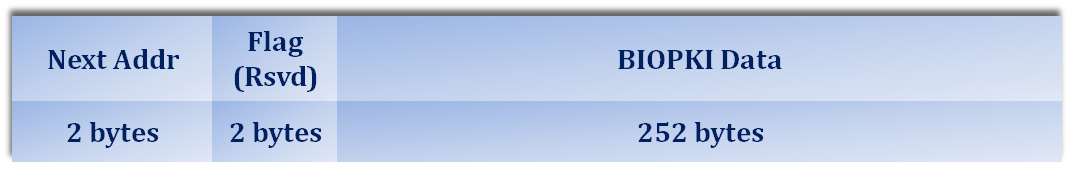 Next Addr
Flag
(Rsvd)
BIOPKI Data
2 bytes
2 bytes
252 bytes